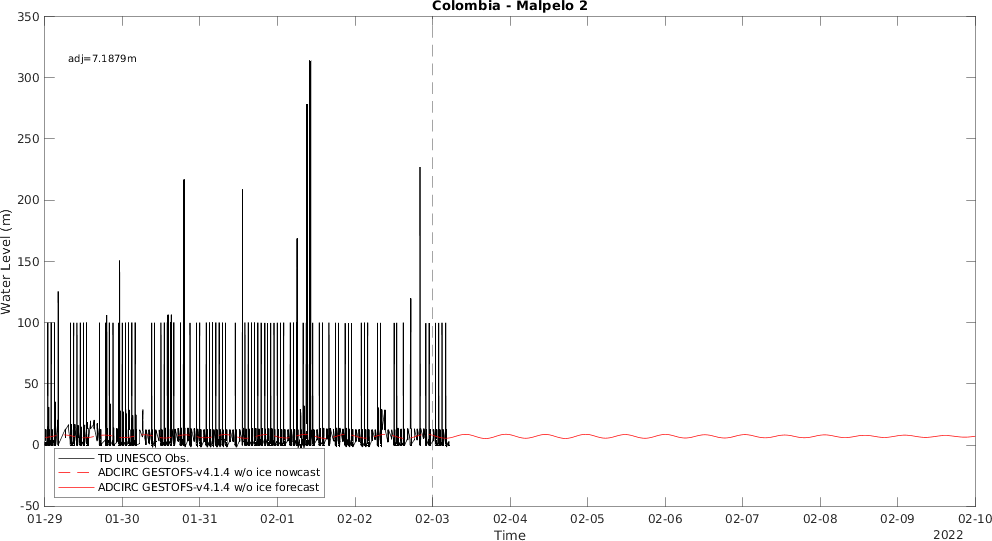 Colombia - Malpelo 2
adj=7.1879m
Water Level (m)
350
300
250
200
150
100
50
0
-50
TD UNESCO Obs.
ADCIRC GESTOFS-v4.1.4 w/o ice nowcast
ADCIRC GESTOFS-v4.1.4 w/o ice forecast
01-29 01-30 01-31 02-01 02-02 02-03 02-04 02-05 02-06 02-07 02-08 02-09 02-10
Time
2022